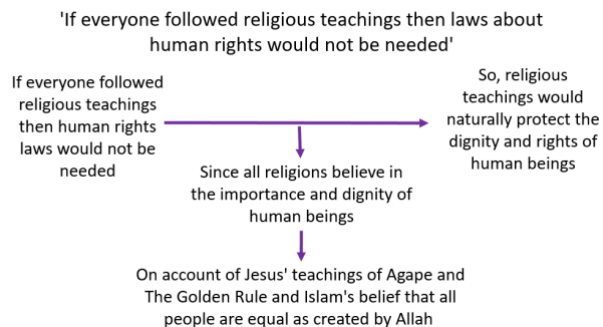 'If everyone followed religious teachings then laws about
human rights would not be needed'
If everyone followed
religious teachings
then human rights
laws would not be
needed
So, religious
teachings would
naturally protect the
dignity and rights of
human beings
Since all religions believe in
the importance and dignity of
human beings
On account of Jesus' teachings of Agape and
The Golden Rule and Islam's belief that all
people are equal as created by Allah